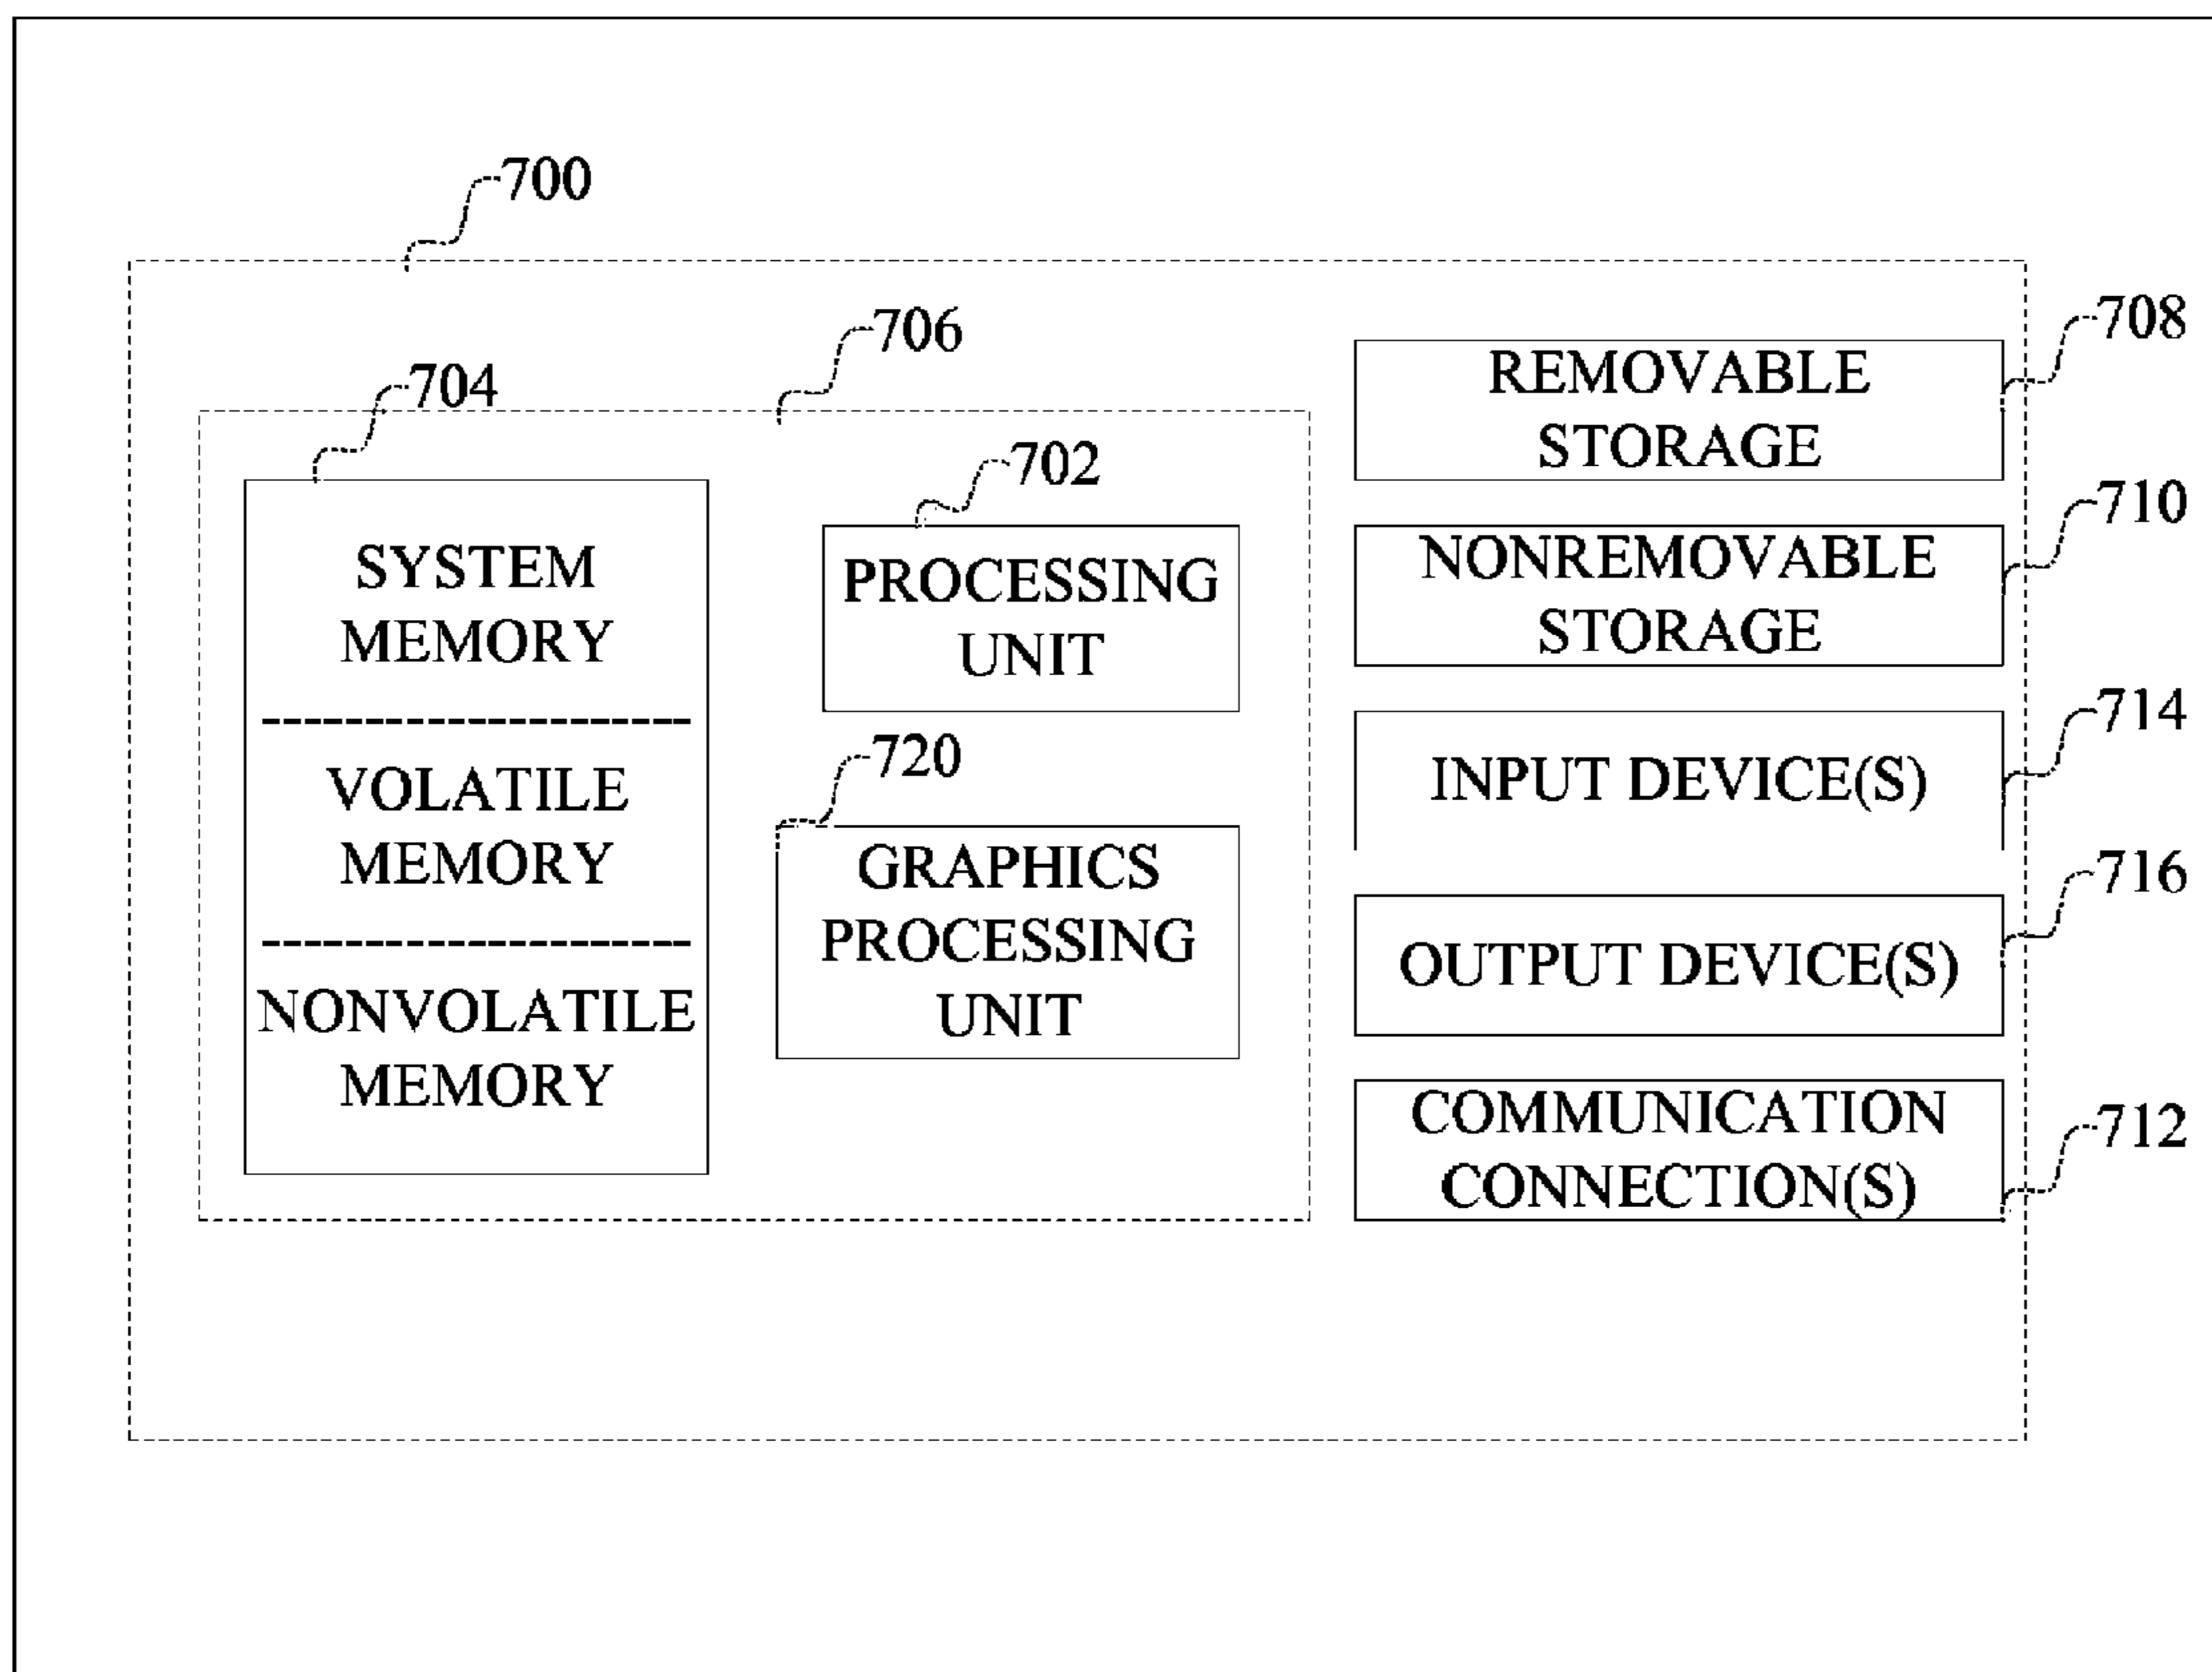 700
706
704
SYSTEM
MEMORY
VOLATILE
MEMORY
NONVOLATILE
MEMORY
702
PROCESSING
UNIT
720
GRAPHICS
PROCESSING
UNIT
708
REMOVABLE
STORAGE
710
NONREMOVABLE
STORAGE
714
INPUT DEVICE(S)
716
OUTPUT DEVICE(S)
712
COMMUNICATION
CONNECTION(S)